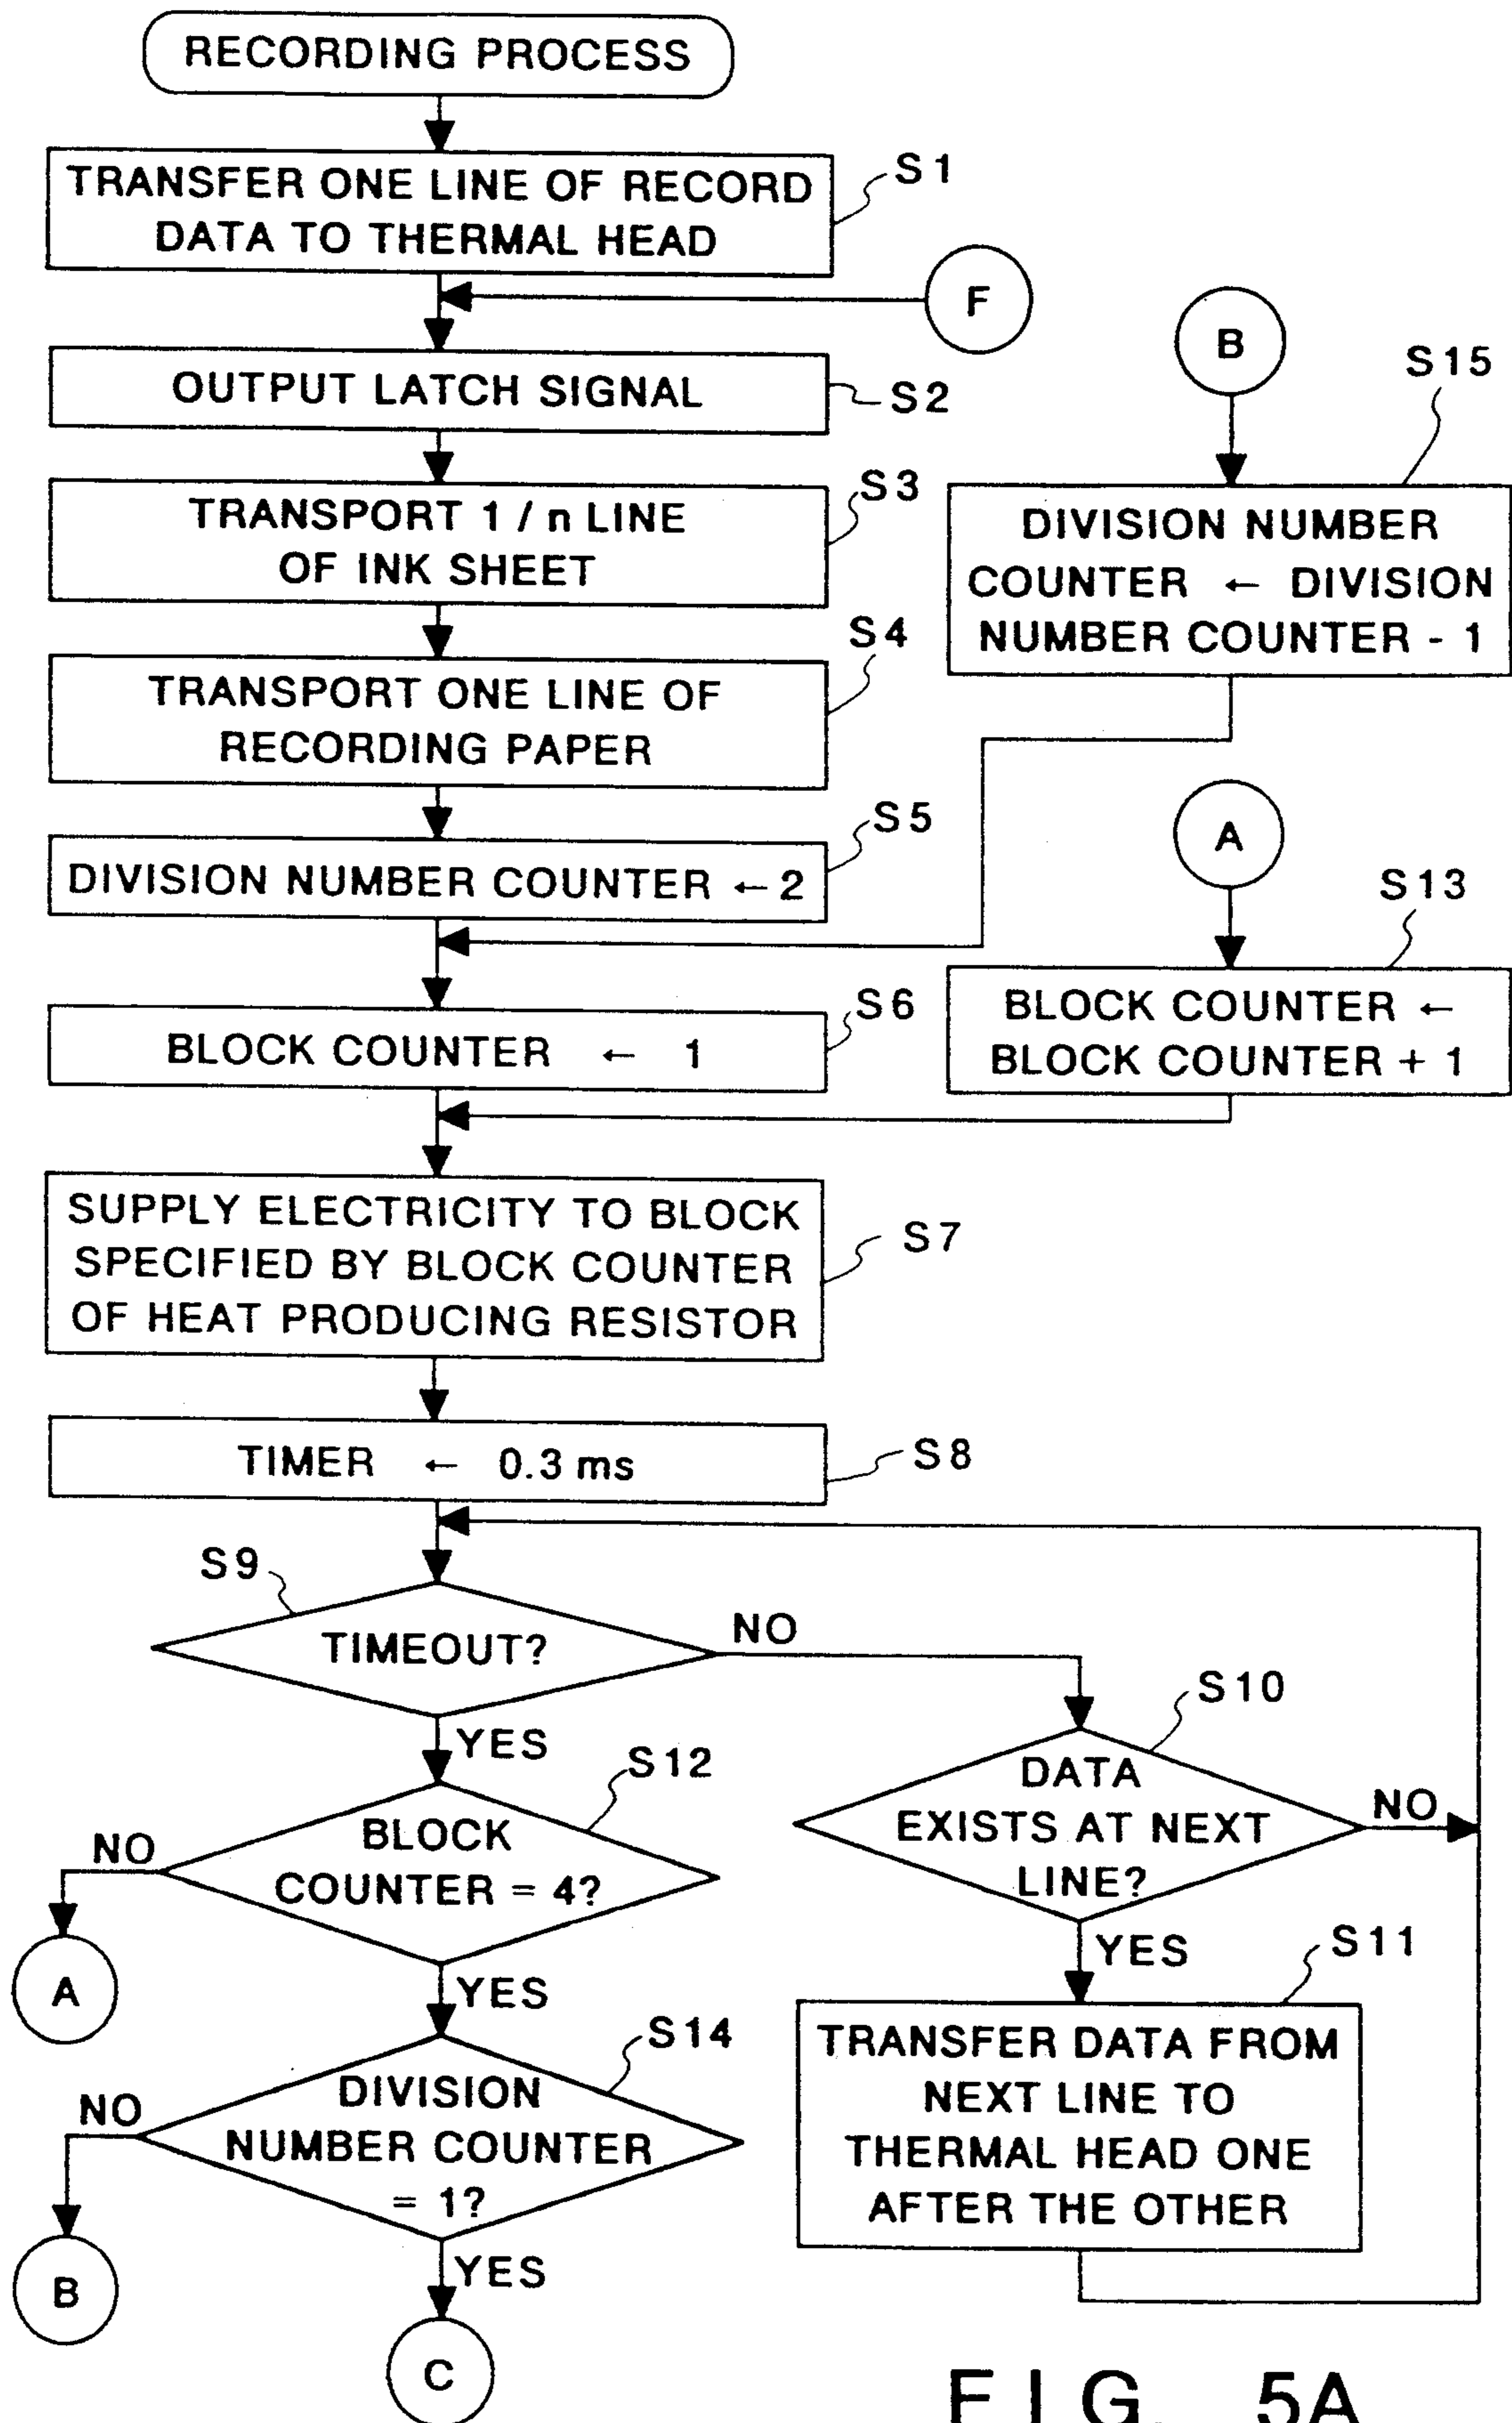 RECORDING PROCESS
TRANSFER ONE LINE OF RECORD
DATA TO THERMAL HEAD
S1
F
OUTPUT LATCH SIGNAL
S2
B
S15
TRANSPORT 1 / n LINE
OF INK SHEET
S3
DIVISION NUMBER
COUNTER ← DIVISION
NUMBER COUNTER - 1
S4
TRANSPORT ONE LINE OF
RECORDING PAPER
S5
DIVISION NUMBER COUNTER ← 2
A
S13
S6
BLOCK COUNTER ← 1
BLOCK COUNTER ←
BLOCK COUNTER + 1
SUPPLY ELECTRICITY TO BLOCK
SPECIFIED BY BLOCK COUNTER
OF HEAT PRODUCING RESISTOR
S7
TIMER ← 0.3 ms
S8
S9
TIMEOUT?
NO
YES
S10
DATA
EXISTS AT NEXT
LINE?
NO
YES
S12
BLOCK
COUNTER = 4?
NO
A
YES
S11
TRANSFER DATA FROM
NEXT LINE TO
THERMAL HEAD ONE
AFTER THE OTHER
S14
DIVISION
NUMBER COUNTER
= 1?
NO
B
YES
C
FIG. 5A